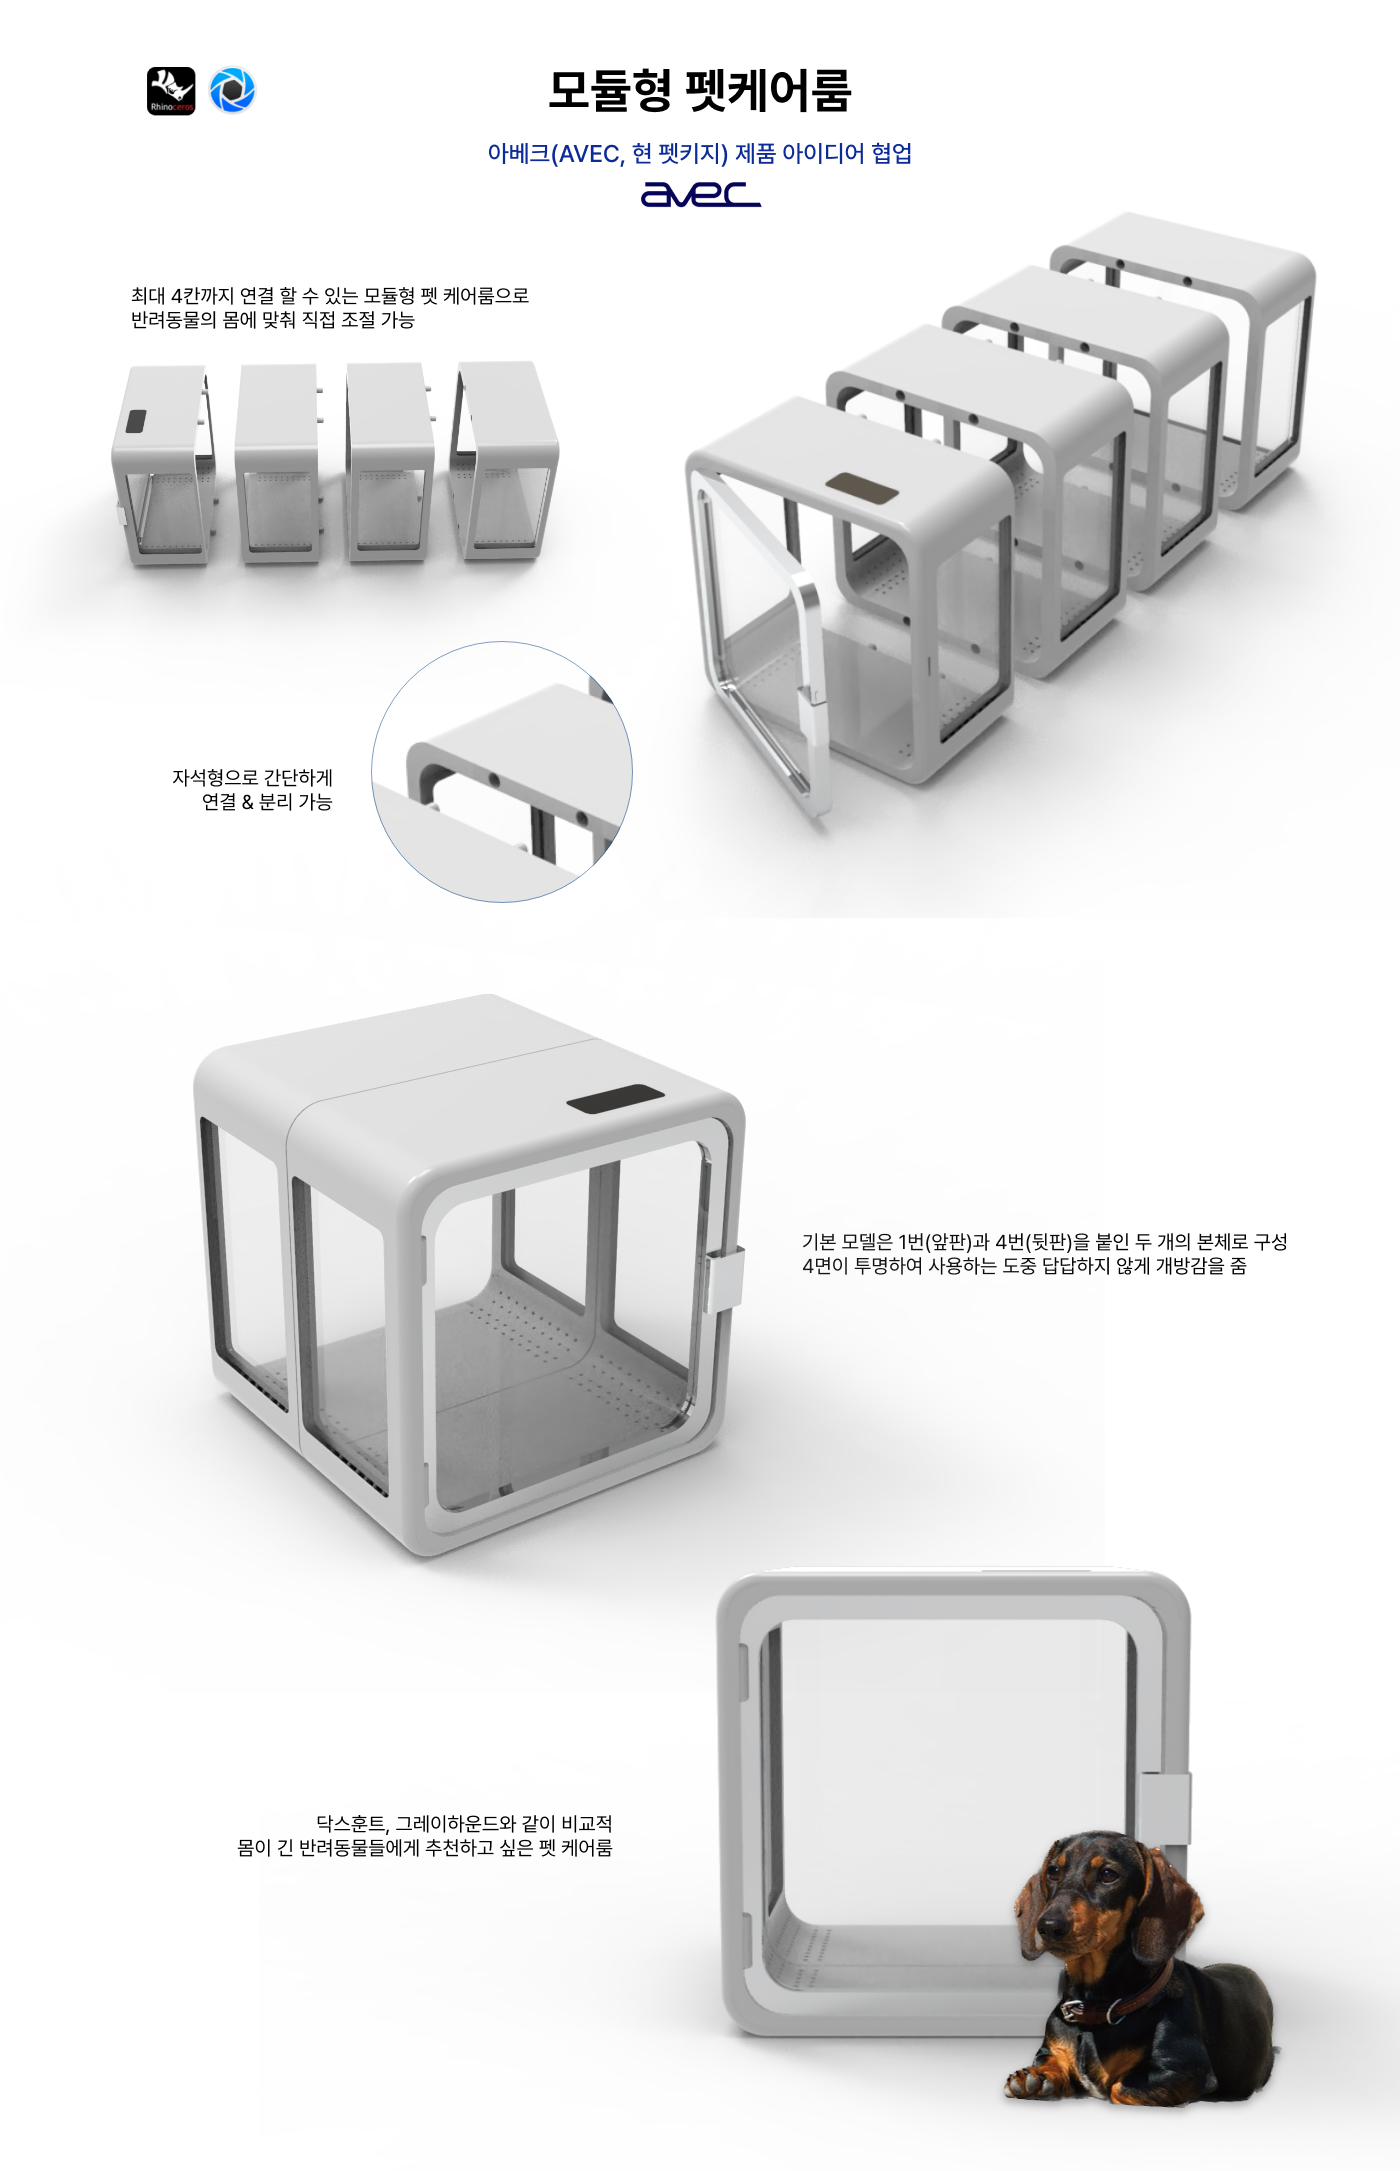 Rhinoceros
모듈형 펫케어룸
아베크(AVEC, 현 펫키지) 제품 아이디어 협업
avec
최대 4칸까지 연결 할 수 있는 모듈형 펫 케어룸으로
반려동물의 몸에 맞춰 직접 조절 가능
자석형으로 간단하게
연결 & 분리 가능
기본 모델은 1번(앞판)과 4번(뒷판)을 붙인 두 개의 본체로 구성
4면이 투명하여 사용하는 도중 답답하지 않게 개방감을 줌
닥스훈트, 그레이하운드와 같이 비교적
몸이 긴 반려동물들에게 추천하고 싶은 펫 케어룸